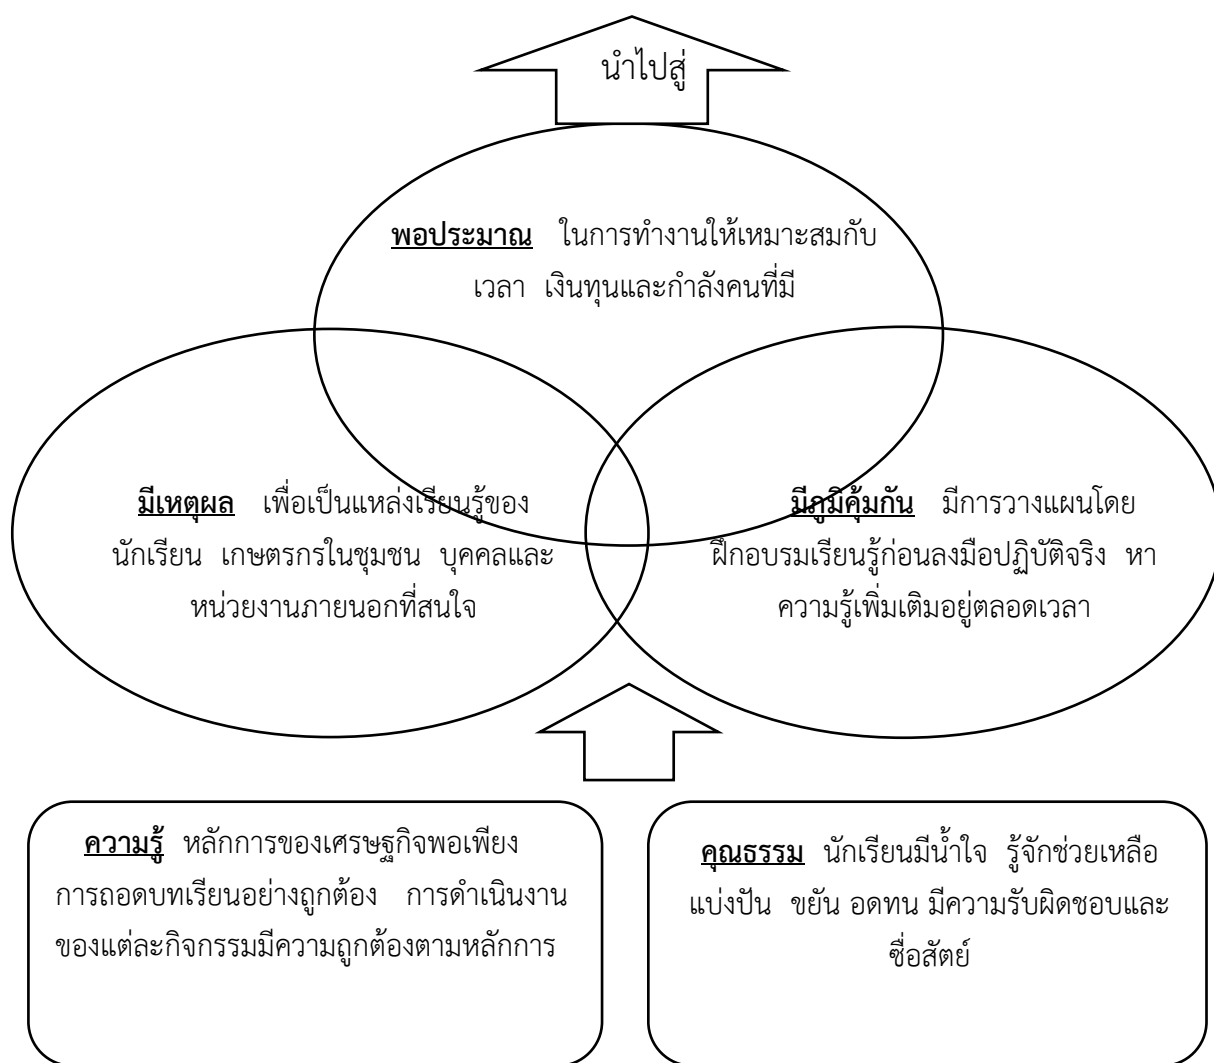 นำไปสู่
พอประมาณ ในการทำงานให้เหมาะสมกับ
เวลา เงินทุนและกำลังคนที่มี
มีเหตุผล เพื่อเป็นแหล่งเรียนรู้ของ
นักเรียน เกษตรกรในชุมชน บุคคลและ
หน่วยงานภายนอกที่สนใจ
มีภูมิคุ้มกัน มีการวางแผนโดย
ฝึกอบรมเรียนรู้ก่อนลงมือปฏิบัติจริง หา
ความรู้เพิ่มเติมอยู่ตลอดเวลา
ความรู้ หลักการของเศรษฐกิจพอเพียง
การถอดบทเรียนอย่างถูกต้อง การดำเนินงาน
ของแต่ละกิจกรรมมีความถูกต้องตามหลักการ
คุณธรรม นักเรียนมีน้ำใจ รู้จักช่วยเหลือ
แบ่งปัน ขยัน อดทน มีความรับผิดชอบและ
ซื่อสัตย์